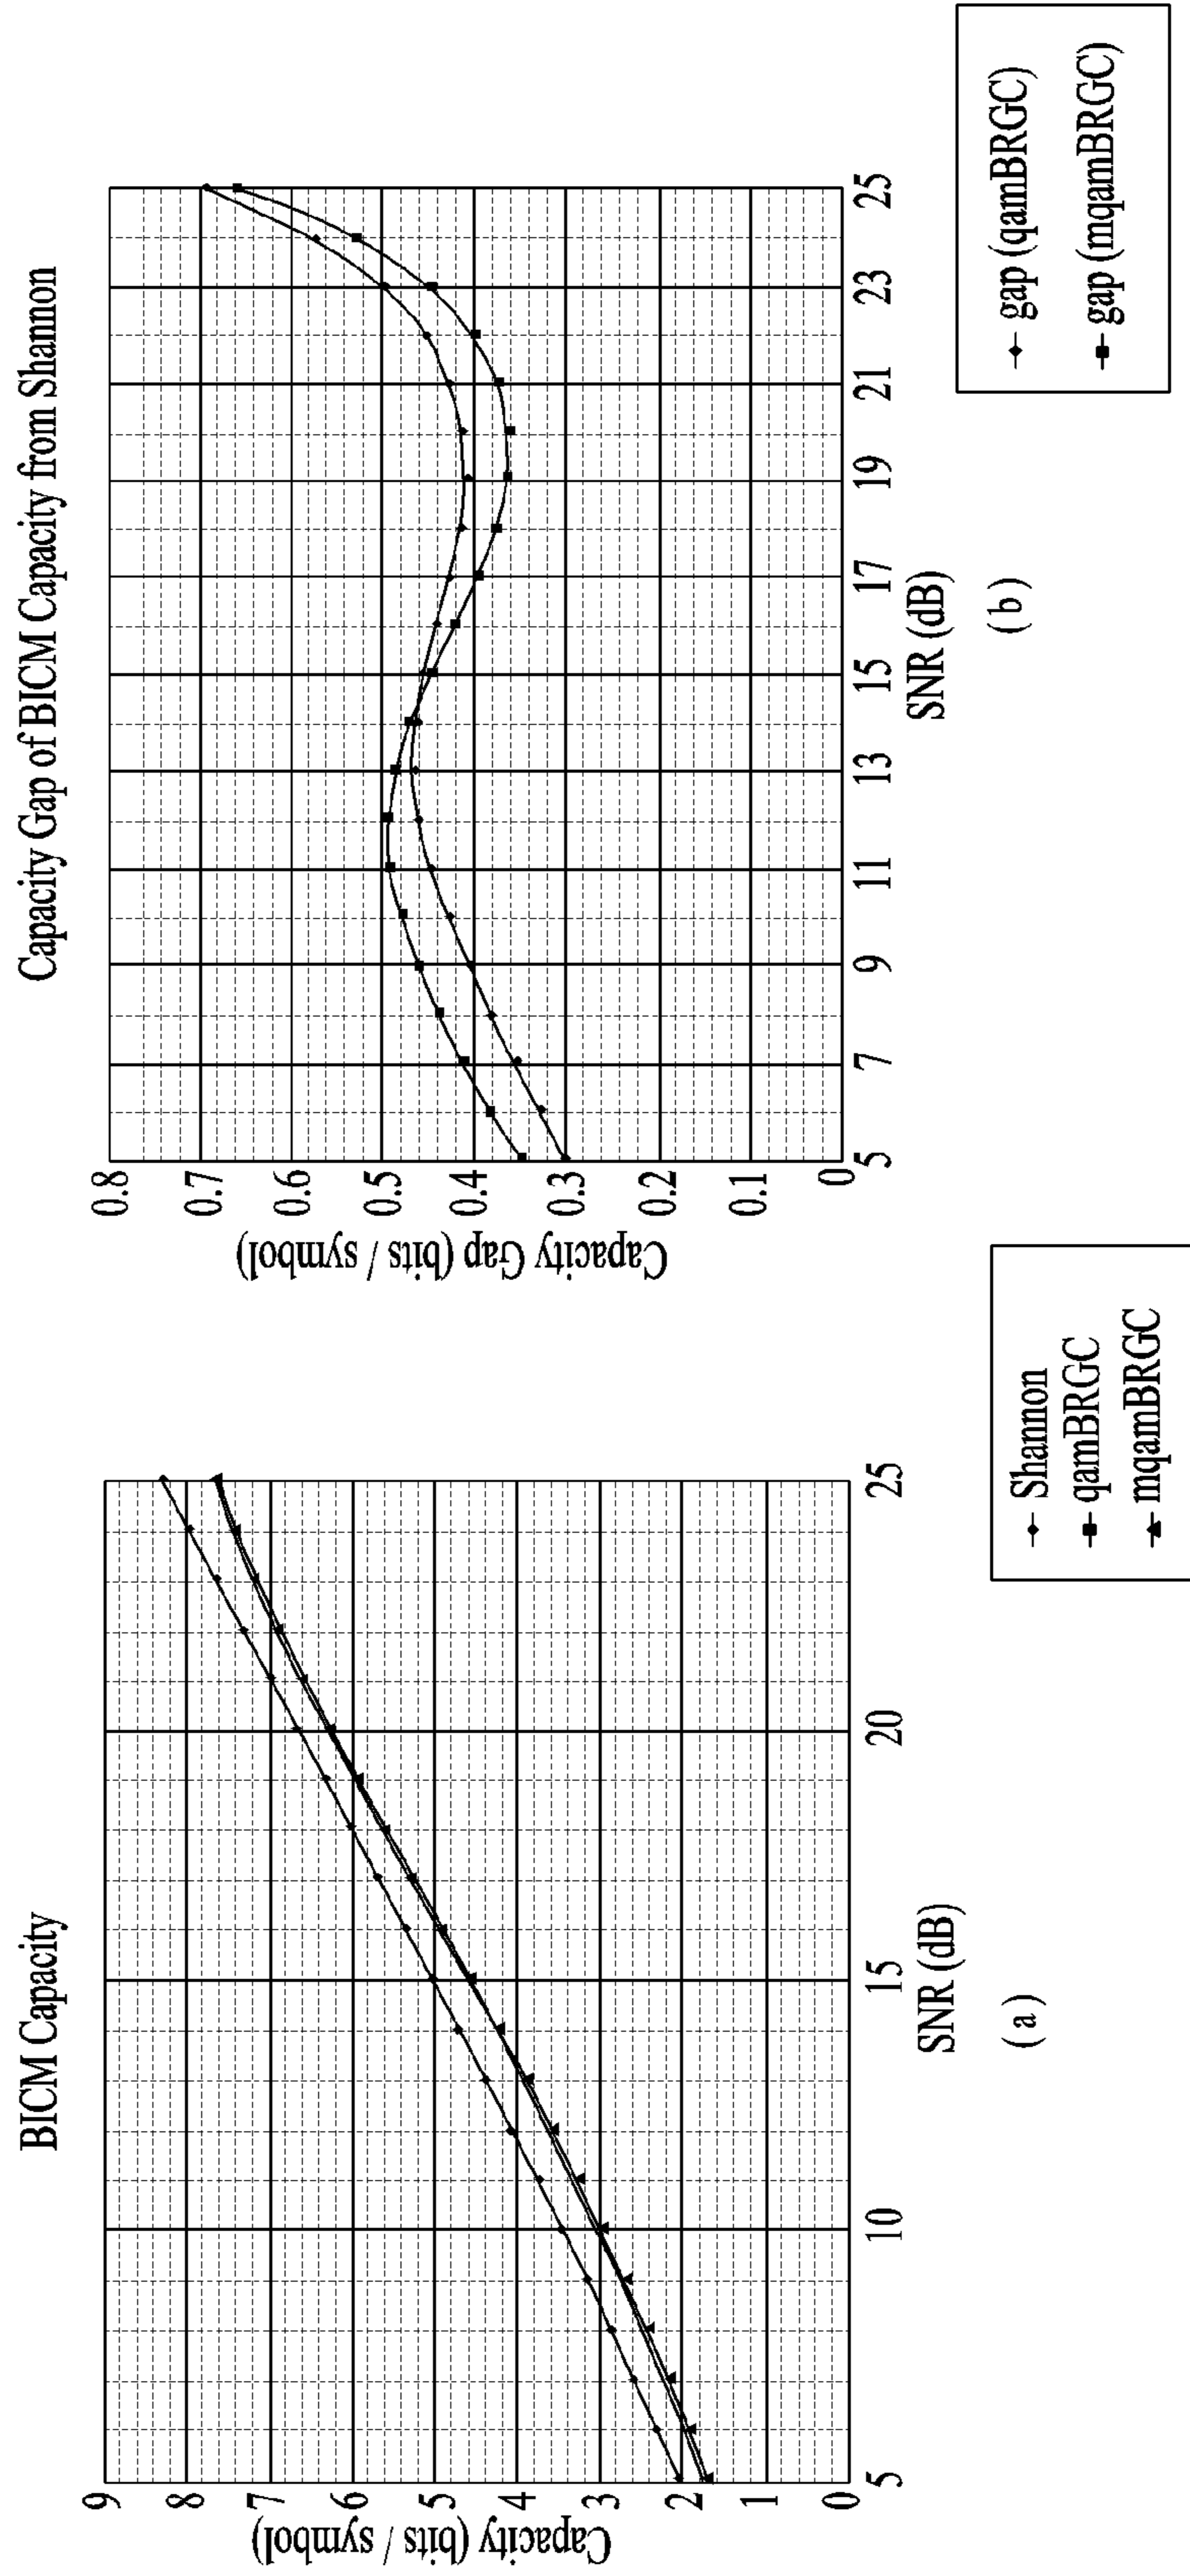 BICM Capacity
Capacity (bits / symbol)
9
8
7
6
5
4
3
2
1
0
5
10
15
20
25
SNR (dB)
( a )
Shannon
qamBRGC
mqamBRGC
Capacity Gap of BICM Capacity from Shannon
Capacity Gap (bits / symbol)
0.8
0.7
0.6
0.5
0.4
0.3
0.2
0.1
0
5
7
9
11
13
15
17
19
21
23
25
SNR (dB)
( b )
gap (qamBRGC)
gap (mqamBRGC)